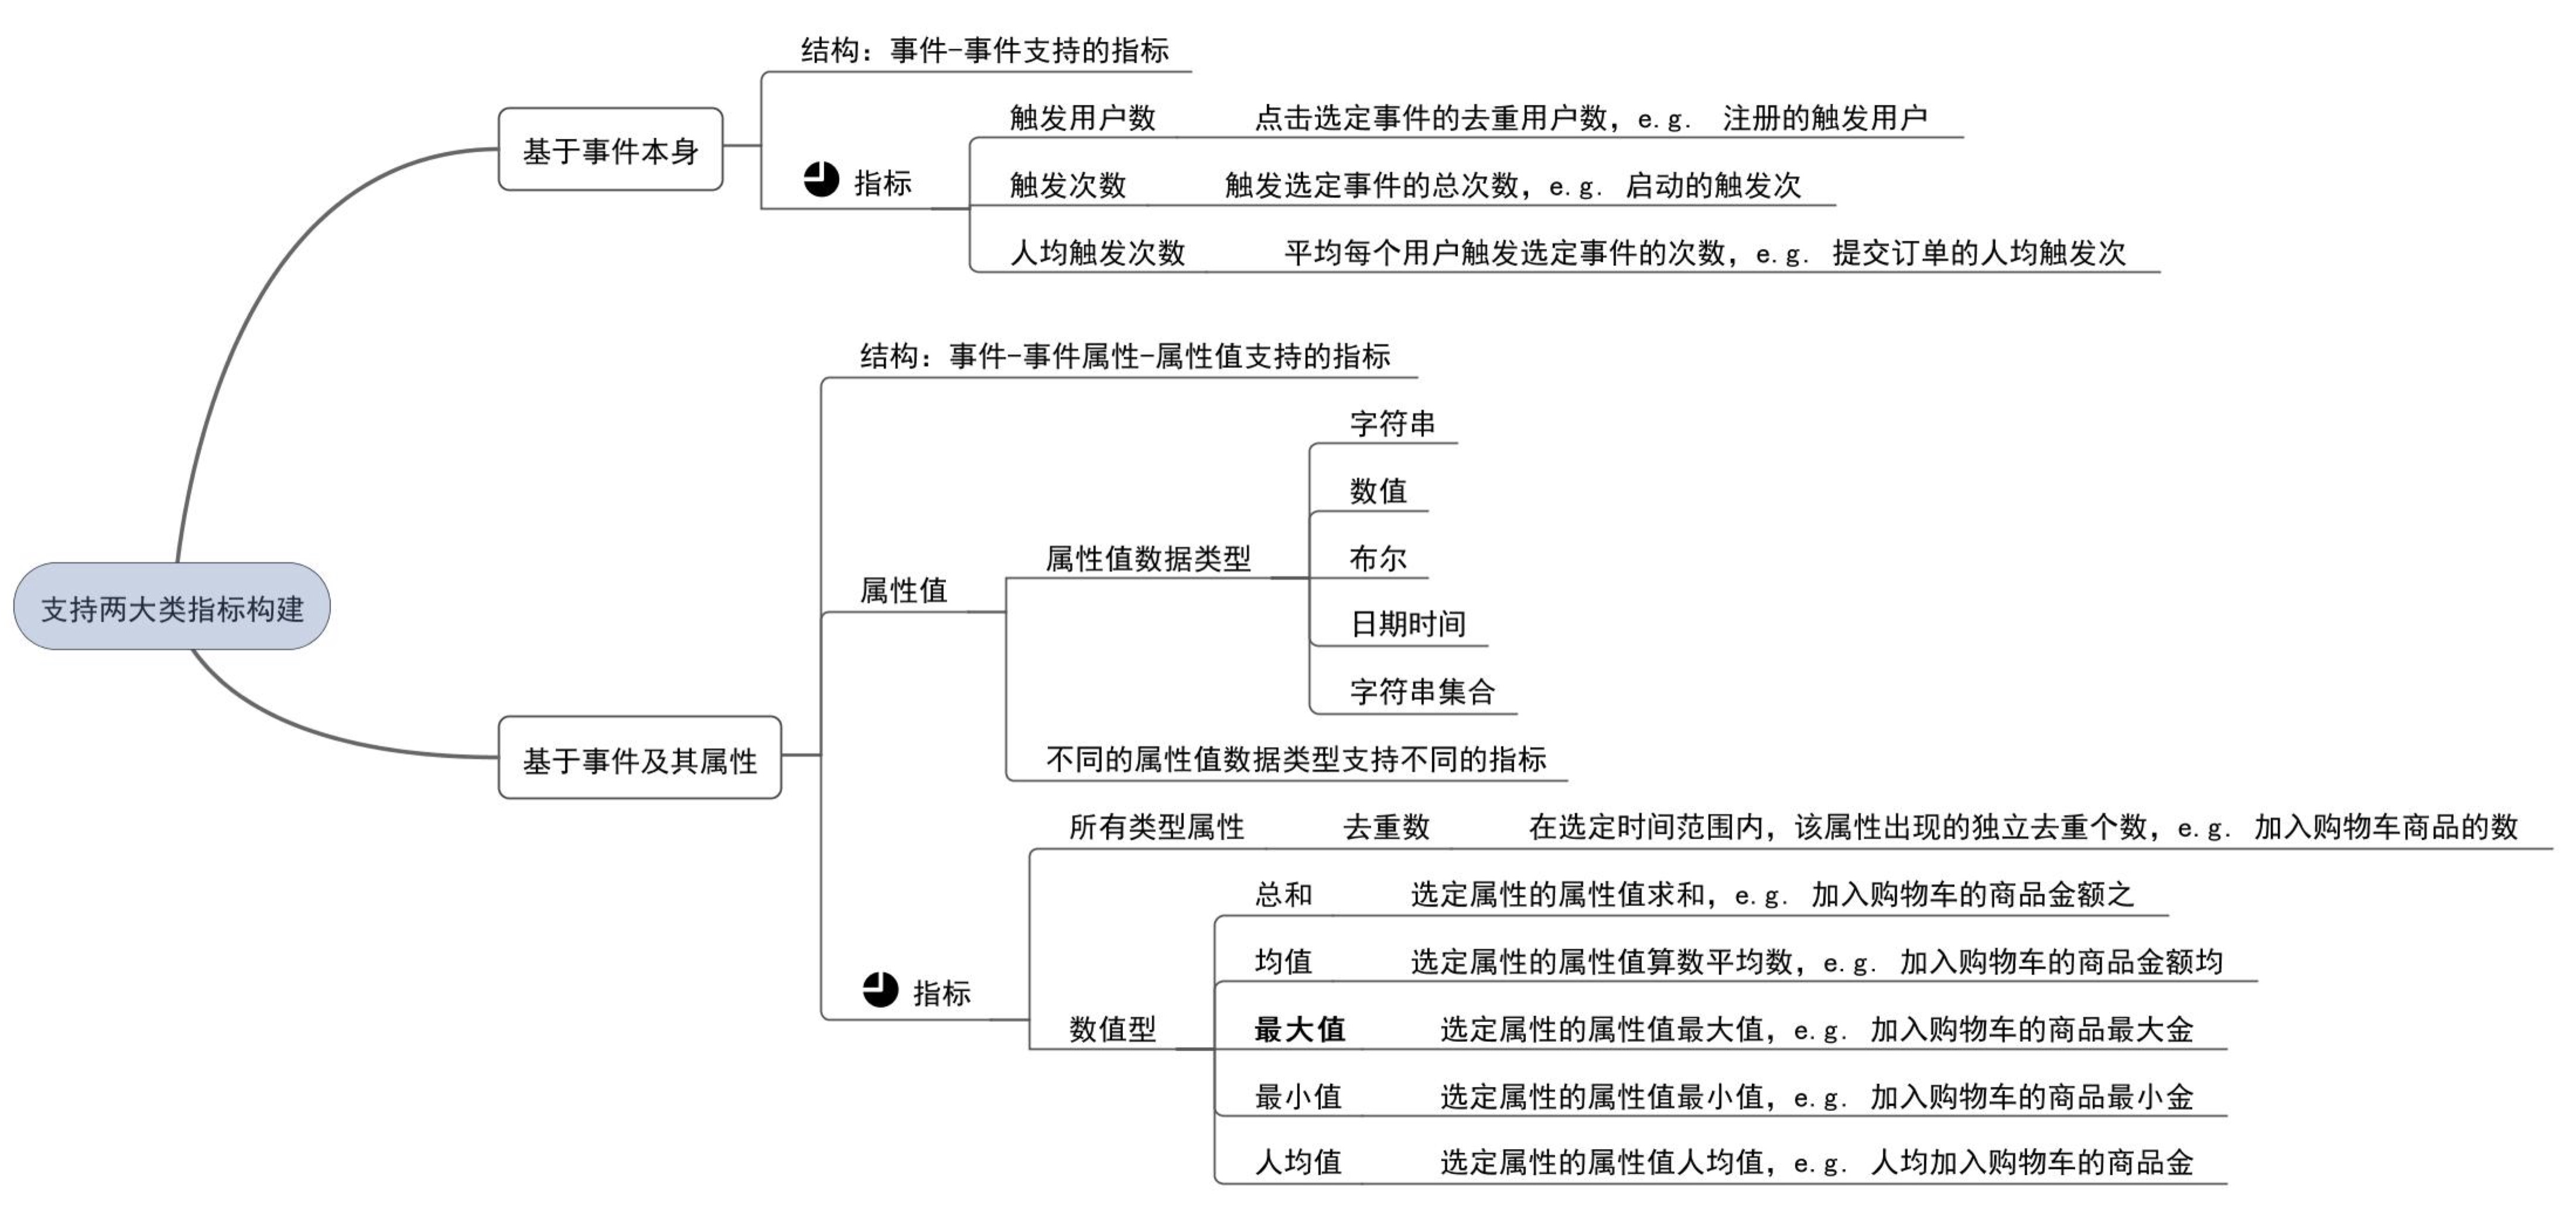 结构：事件-事件支持的指标
触发用户数 点击选定事件的去重用户数，e.g. 注册的触发用户
基于事件本身
指标
触发次数 触发选定事件的总次数，e.g. 启动的触发次
人均触发次数 平均每个用户触发选定事件的次数，e.g. 提交订单的人均触发次
结构：事件-事件属性-属性值支持的指标
字符串
数值
属性值数据类型
布尔
属性值
支持两大类指标构建
日期时间
字符串集合
基于事件及其属性
不同的属性值数据类型支持不同的指标
所有类型属性 去重数 在选定时间范围内，该属性出现的独立去重个数，e.g. 加入购物车商品的数
总和 选定属性的属性值求和，e.g. 加入购物车的商品金额之
均值 选定属性的属性值算数平均数，e.g. 加入购物车的商品金额均
指标
数值型
最大值 选定属性的属性值最大值，e.g. 加入购物车的商品最大金
最小值 选定属性的属性值最小值，e.g. 加入购物车的商品最小金
人均值 选定属性的属性值人均值，e.g. 人均加入购物车的商品金